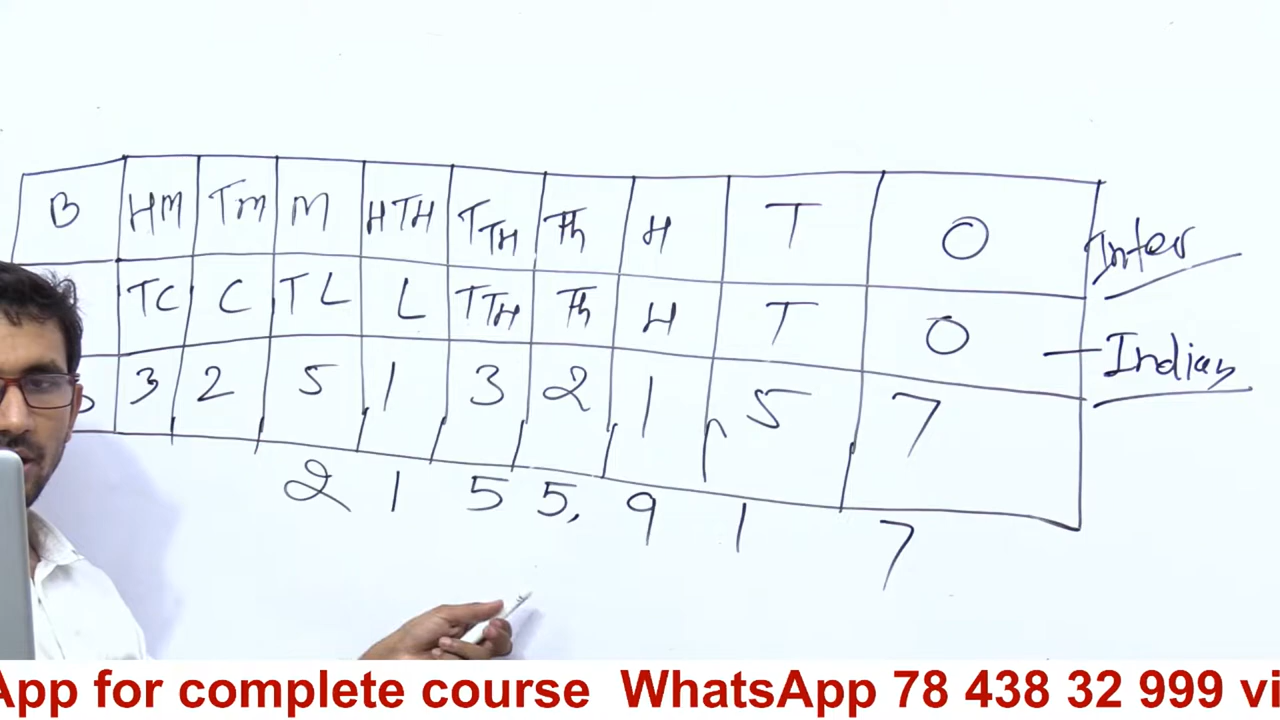 B HM TM M HTH TTH Th H T O Inter
TC C TL L TTH Th H T O — Indian
3 2 5 1 3 2 1 5 7
2 1 5 5, 9 1 7
App for complete course WhatsApp 78 438 32 999 vi